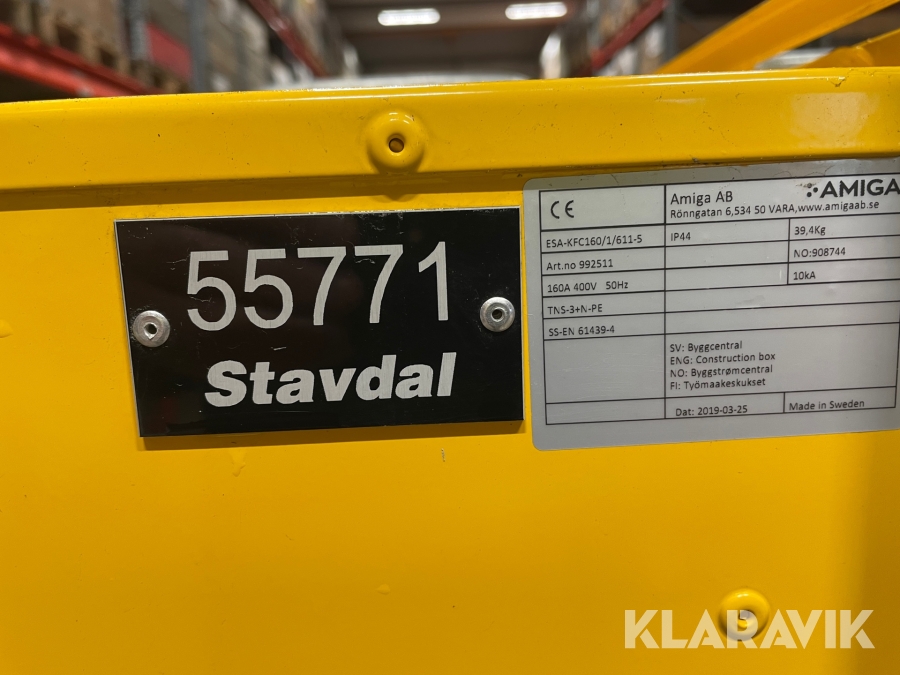 55771
Stavdal
CE
Amiga AB
AMIGA
Rönngatan 6,534 50 VARA,www.amigaab.se
ESA-KFC160/1/611-5
IP44
39,4Kg
Art.no 992511
NO:908744
160A 400V 50Hz
10kA
TNS-3+N-PE
SS-EN 61439-4
SV: Byggcentral
ENG: Construction box
NO: Byggstrømcentral
FI: Työmaakeskukset
Dat: 2019-03-25
Made in Sweden
KLARAVIK